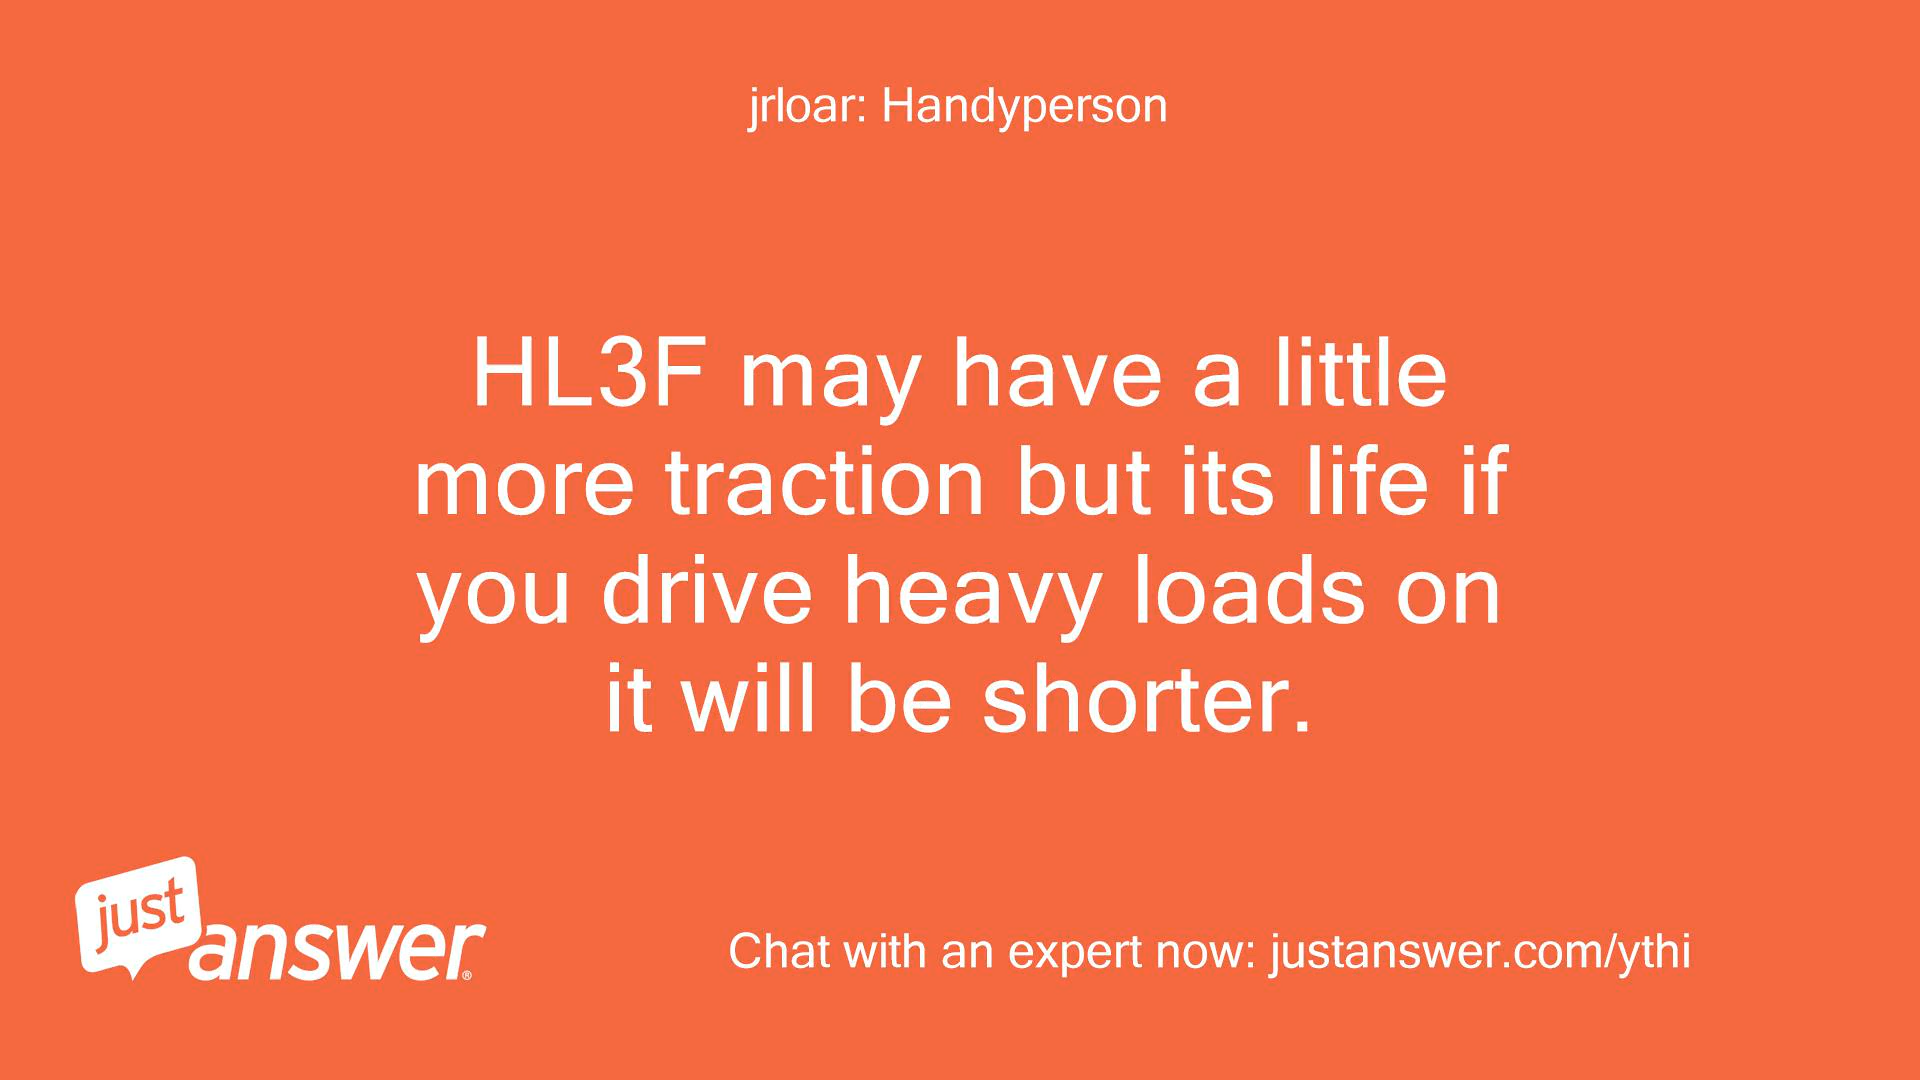 jrloar: Handyperson
HL3F may have a little
more traction but its life if
you drive heavy loads on
it will be shorter.
just
answer®
Chat with an expert now: justanswer.com/ythi